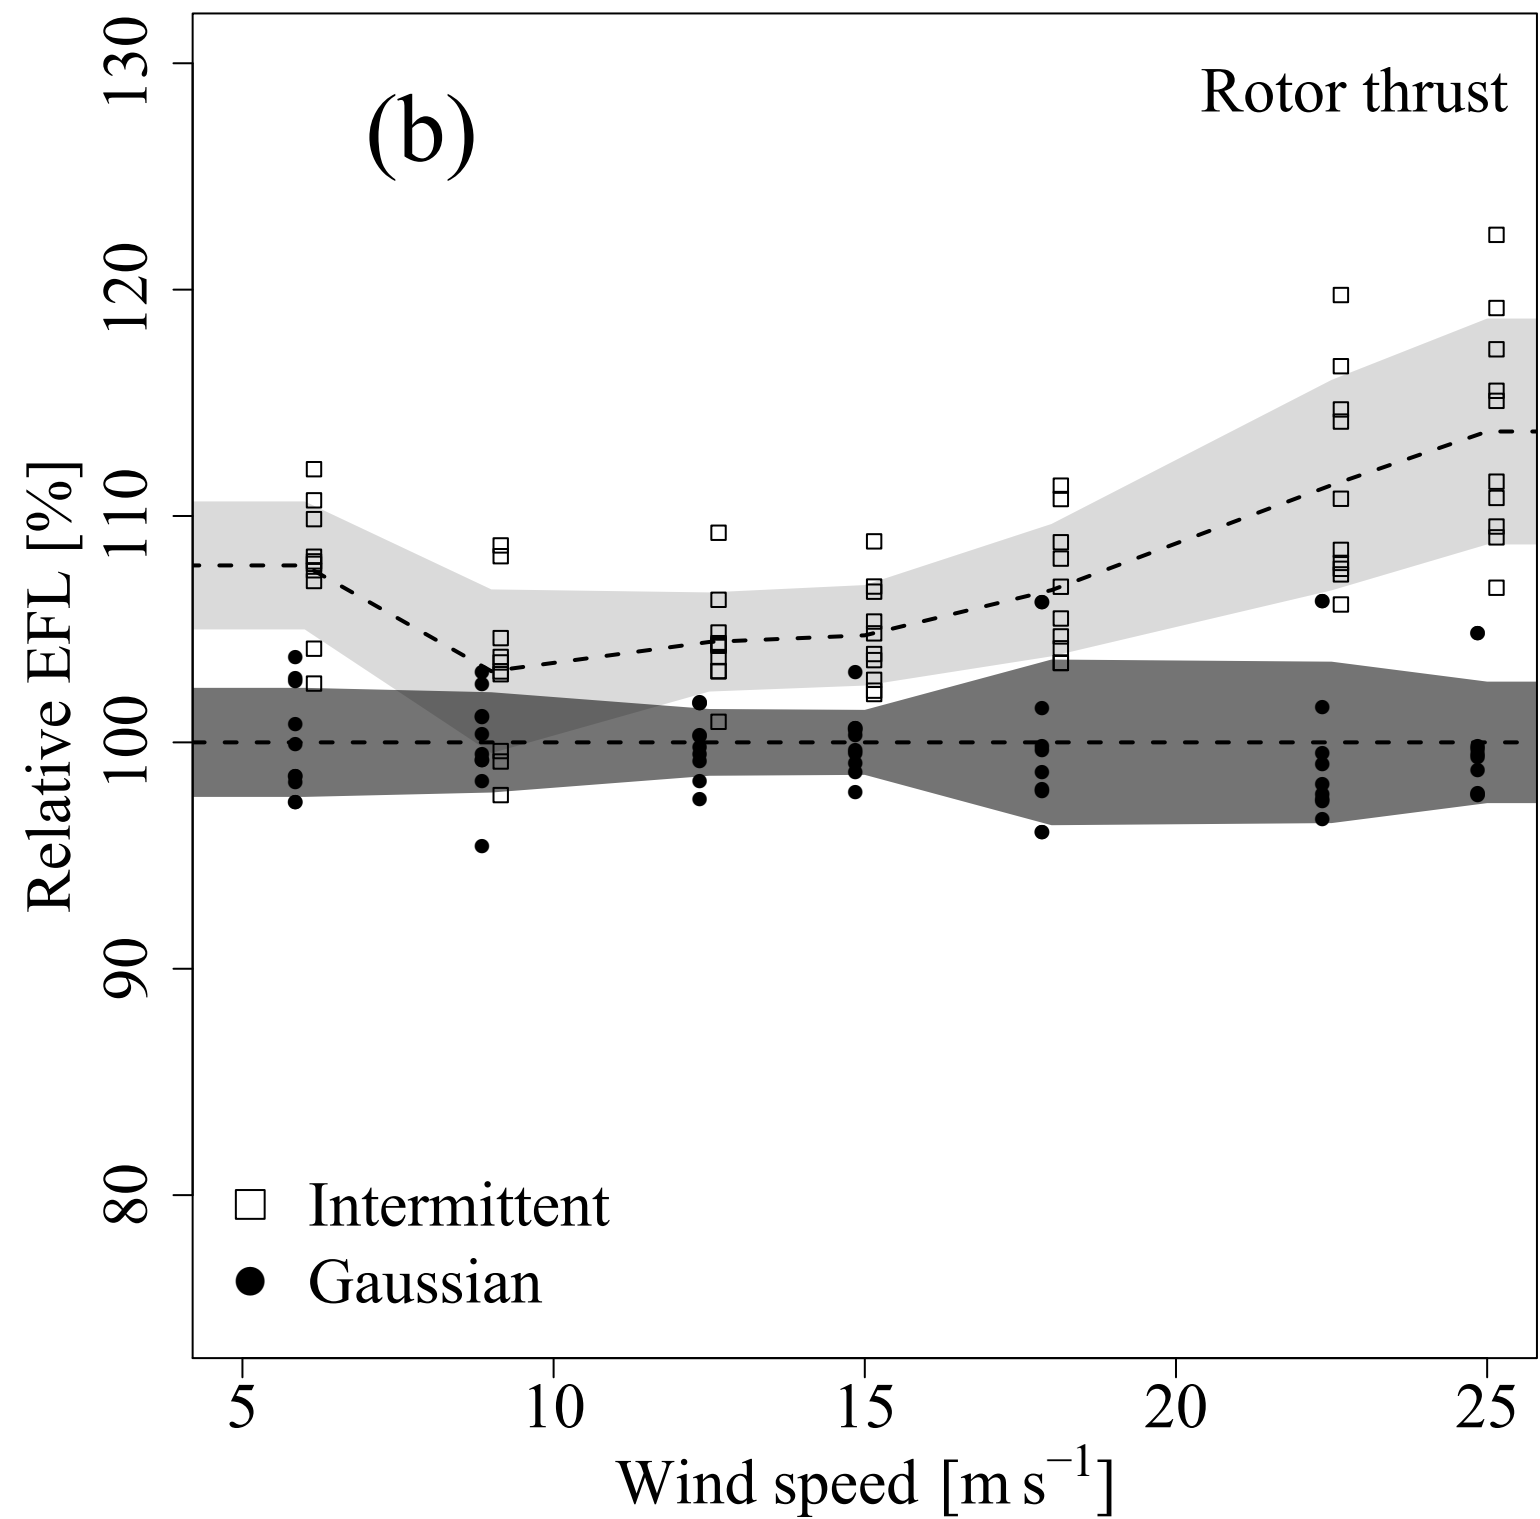 (b)
Rotor thrust
130
120
110
100
90
80
Relative EFL [%]
Intermittent
Gaussian
5 10 15 20 25
Wind speed [m s⁻¹]